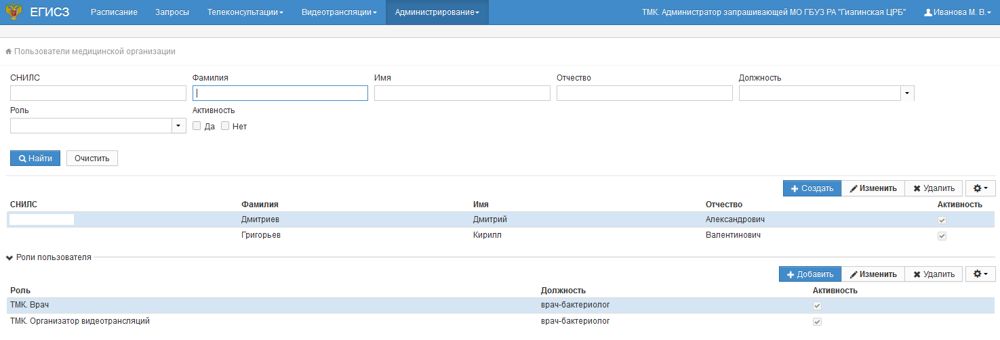 ЕГИСЗ Расписание Запросы Телеконсультации Видеотрансляции Администрирование ТМК. Администратор запрашивающей МО ГБУЗ РА "Гиагинская ЦРБ" Иванова М. В.
Пользователи медицинской организации
СНИЛС Фамилия Имя Отчество Должность
Роль Активность
Да Нет
Найти Очистить
Создать Изменить Удалить
СНИЛС Фамилия Имя Отчество Активность
Дмитриев Дмитрий Александрович
Григорьев Кирилл Валентинович
Роли пользователя
Добавить Изменить Удалить
Роль Должность Активность
ТМК. Врач врач-бактериолог
ТМК. Организатор видеотрансляций врач-бактериолог